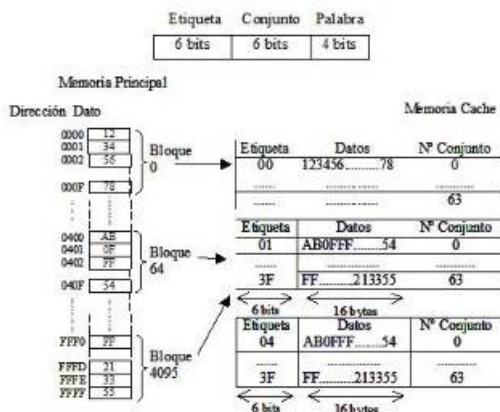 Etiqueta Conjunto Palabra
6 bits 6 bits 4 bits
Memoria Principal
Dirección Dato
Memoria Cache
0000 12
0001 34
0002 56
000F 78
Bloque
0
0400 AB
0401 0F
0402 FF
040F 54
Bloque
64
FFF0 FF
FFFD 21
FFFE 33
FFFF 55
Bloque
4095
Etiqueta Datos Nº Conjunto
00 123456..........78 0
63
Etiqueta Datos Nº Conjunto
01 AB0FFF........54 0
3F FF........213355 63
6 bits 16 bytes
Etiqueta Datos Nº Conjunto
04 AB0FFF........54 0
3F FF........213355 63
6 bits 16 bytes